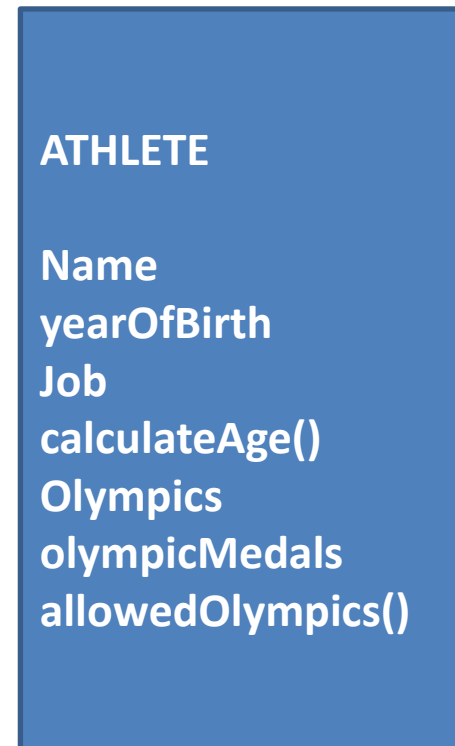 ATHLETE
Name
yearOfBirth
Job
calculateAge()
Olympics
olympicMedals
allowedOlympics()